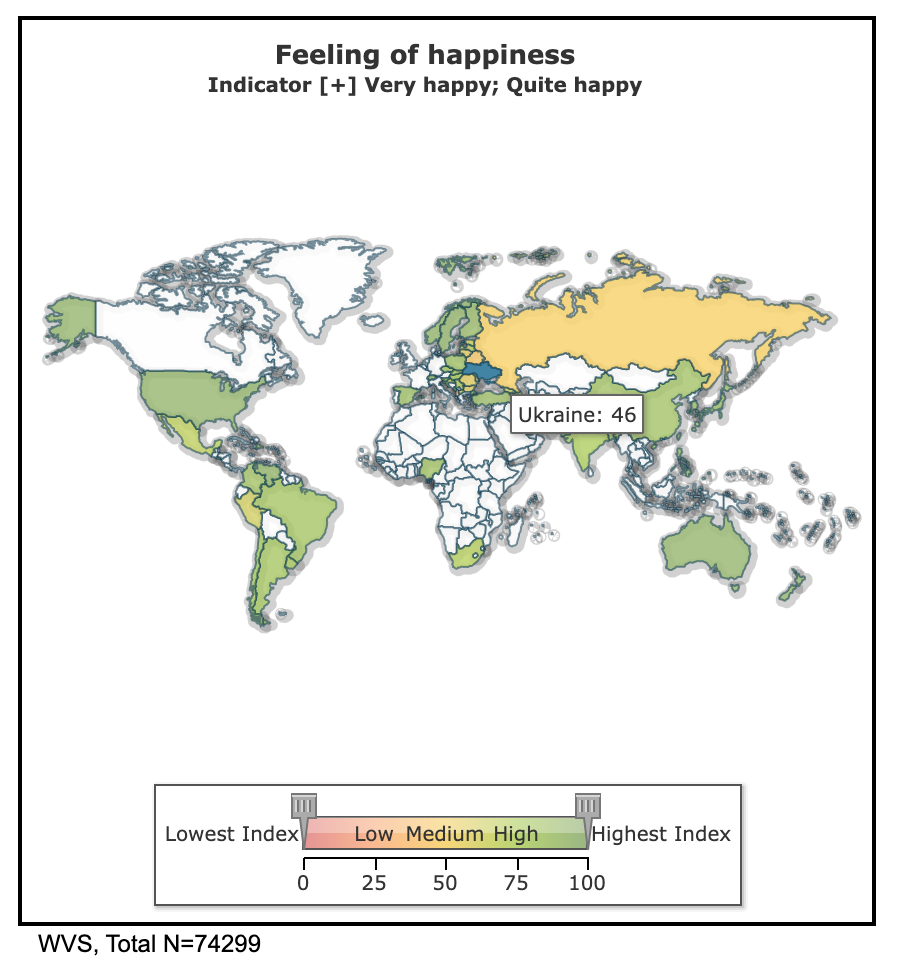 Feeling of happiness
Indicator [+] Very happy; Quite happy
Ukraine: 46
Lowest Index Low Medium High Highest Index
0 25 50 75 100
WVS, Total N=74299